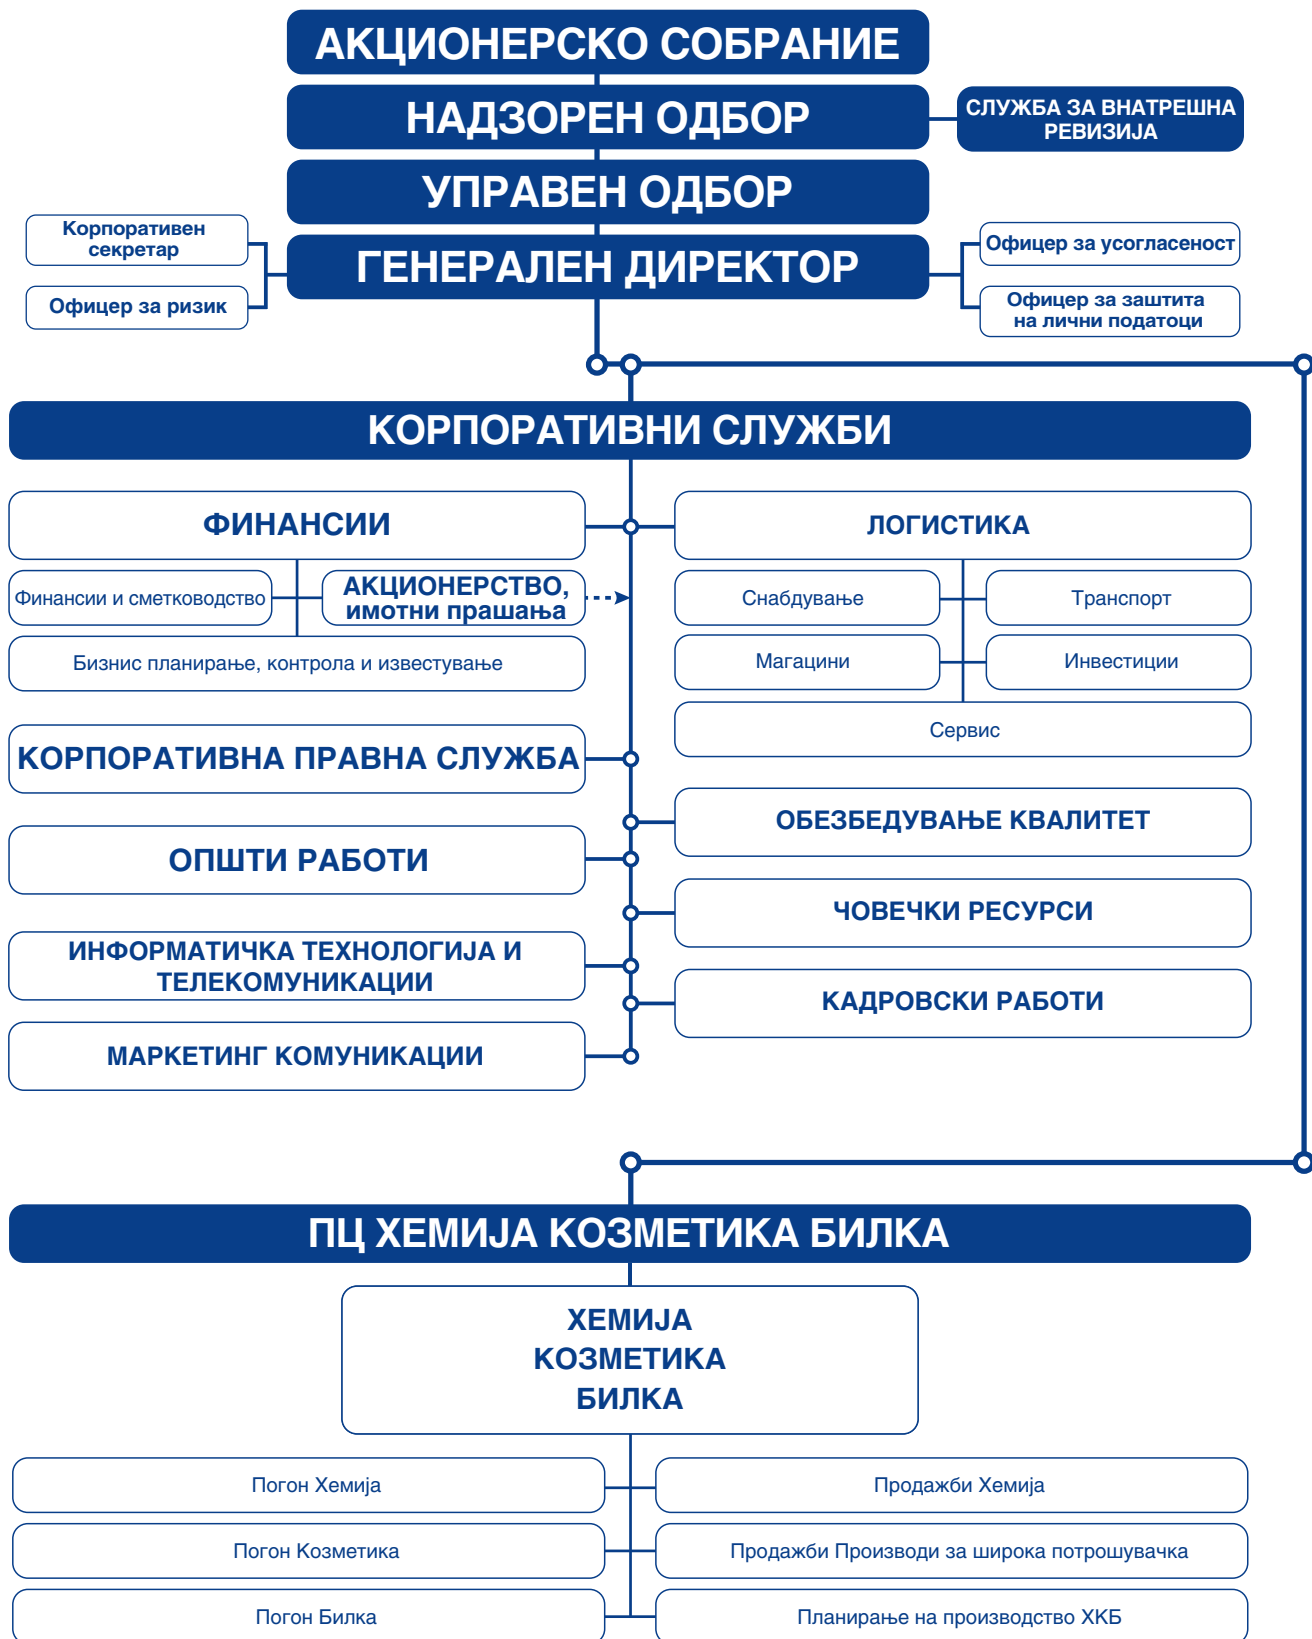 АКЦИОНЕРСКО СОБРАНИЕ
НАДЗОРЕН ОДБОР
СЛУЖБА ЗА ВНАТРЕШНА
РЕВИЗИЈА
УПРАВЕН ОДБОР
Корпоративен
секретар
Офицер за ризик
ГЕНЕРАЛЕН ДИРЕКТОР
Офицер за усогласеност
Офицер за заштита
на лични податоци
КОРПОРАТИВНИ СЛУЖБИ
ФИНАНСИИ
Финансии и сметководство
АКЦИОНЕРСТВО,
имотни прашања
Бизнис планирање, контрола и известување
ЛОГИСТИКА
Снабдување
Транспорт
Магацини
Инвестиции
Сервис
КОРПОРАТИВНА ПРАВНА СЛУЖБА
ОБЕЗБЕДУВАЊЕ КВАЛИТЕТ
ОПШТИ РАБОТИ
ЧОВЕЧКИ РЕСУРСИ
ИНФОРМАТИЧКА ТЕХНОЛОГИЈА И
ТЕЛЕКОМУНИКАЦИИ
КАДРОВСКИ РАБОТИ
МАРКЕТИНГ КОМУНИКАЦИИ
ПЦ ХЕМИЈА КОЗМЕТИКА БИЛКА
ХЕМИЈА
КОЗМЕТИКА
БИЛКА
Погон Хемија
Продажби Хемија
Погон Козметика
Продажби Производи за широка потрошувачка
Погон Билка
Планирање на производство ХКБ